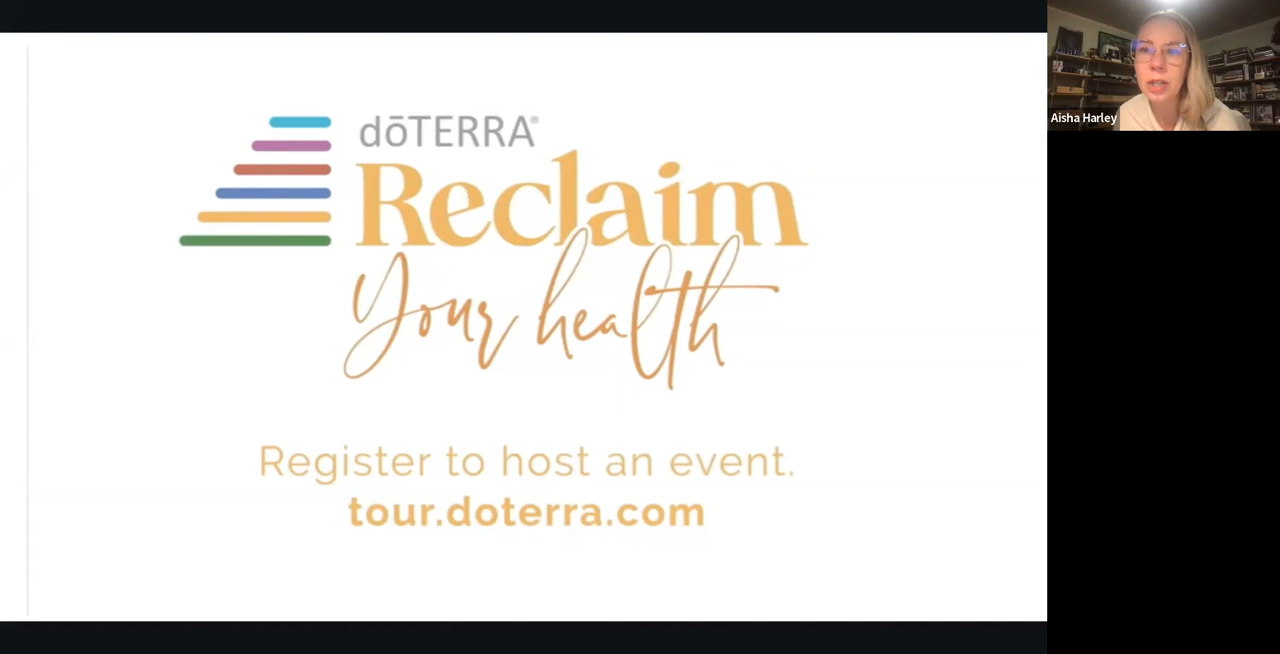 dōTERRA®
Reclaim
Your health
Register to host an event.
tour.doterra.com
Aisha Harley